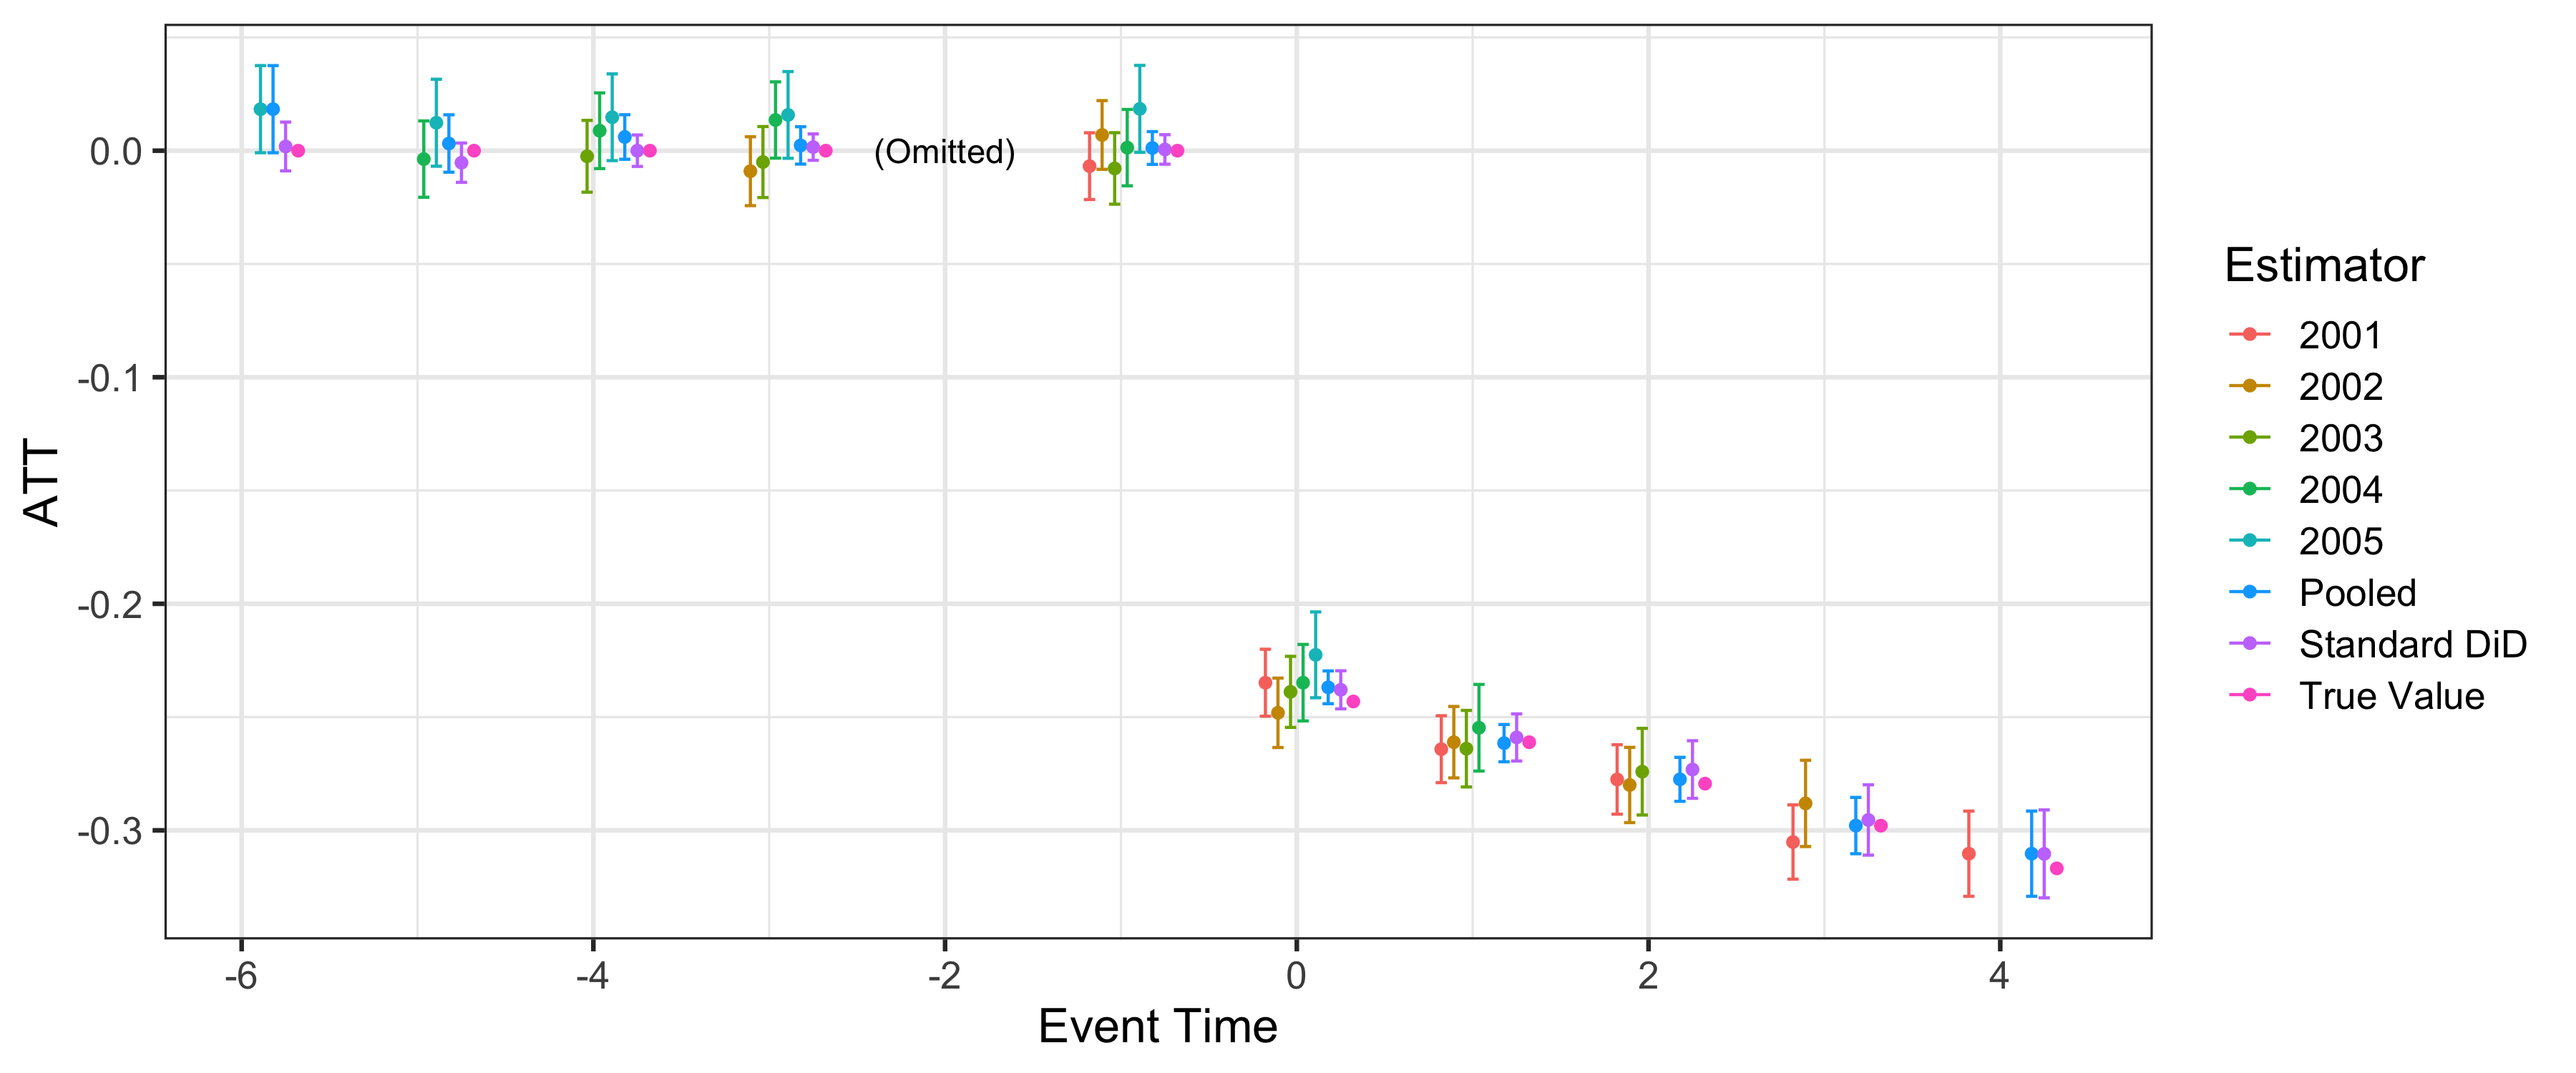 0.0
-0.1
-0.2
-0.3
ATT
(Omitted)
-6
-4
-2
0
2
4
Event Time
Estimator
2001
2002
2003
2004
2005
Pooled
Standard DiD
True Value